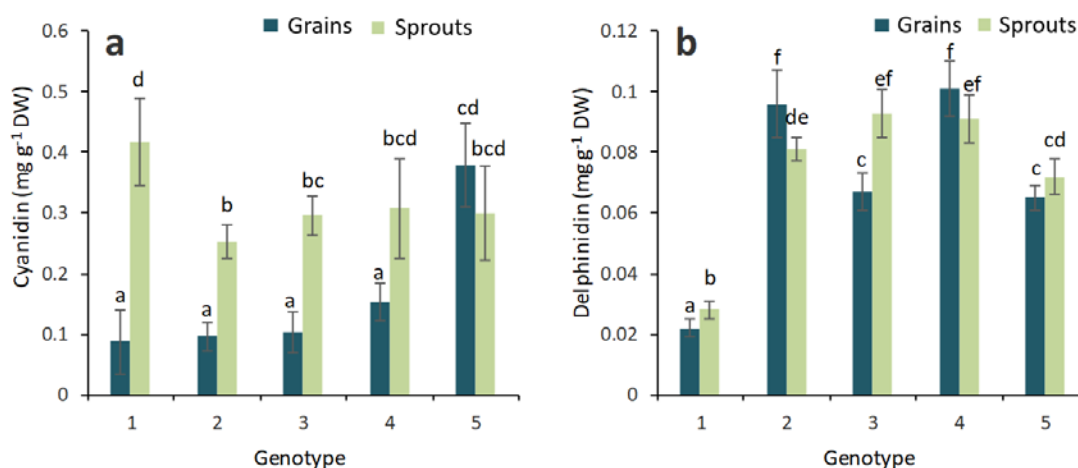 a
Grains Sprouts
Cyanidin (mg g⁻¹ DW)
0.6
0.5
0.4
0.3
0.2
0.1
0
a d a b a bc a bcd cd bcd
1 2 3 4 5
Genotype
b
Grains Sprouts
Delphinidin (mg g⁻¹ DW)
0.12
0.1
0.08
0.06
0.04
0.02
0
a b f de c ef f ef c cd
1 2 3 4 5
Genotype